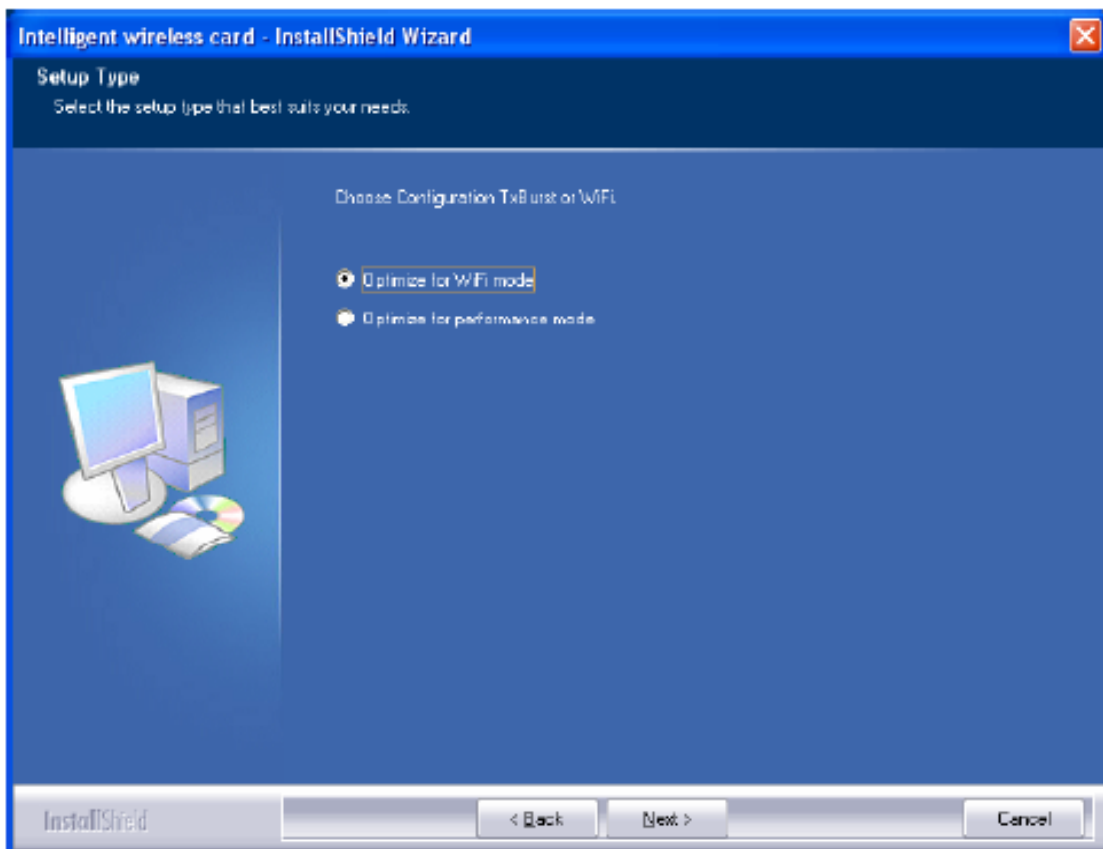 Intelligent wireless card - InstallShield Wizard
Setup Type
Select the setup type that best suits your needs.
Choose Configuration TxBurst or WiFi.
Optimize for WiFi mode
Optimize for performance mode
InstallShield
< Back
Next >
Cancel